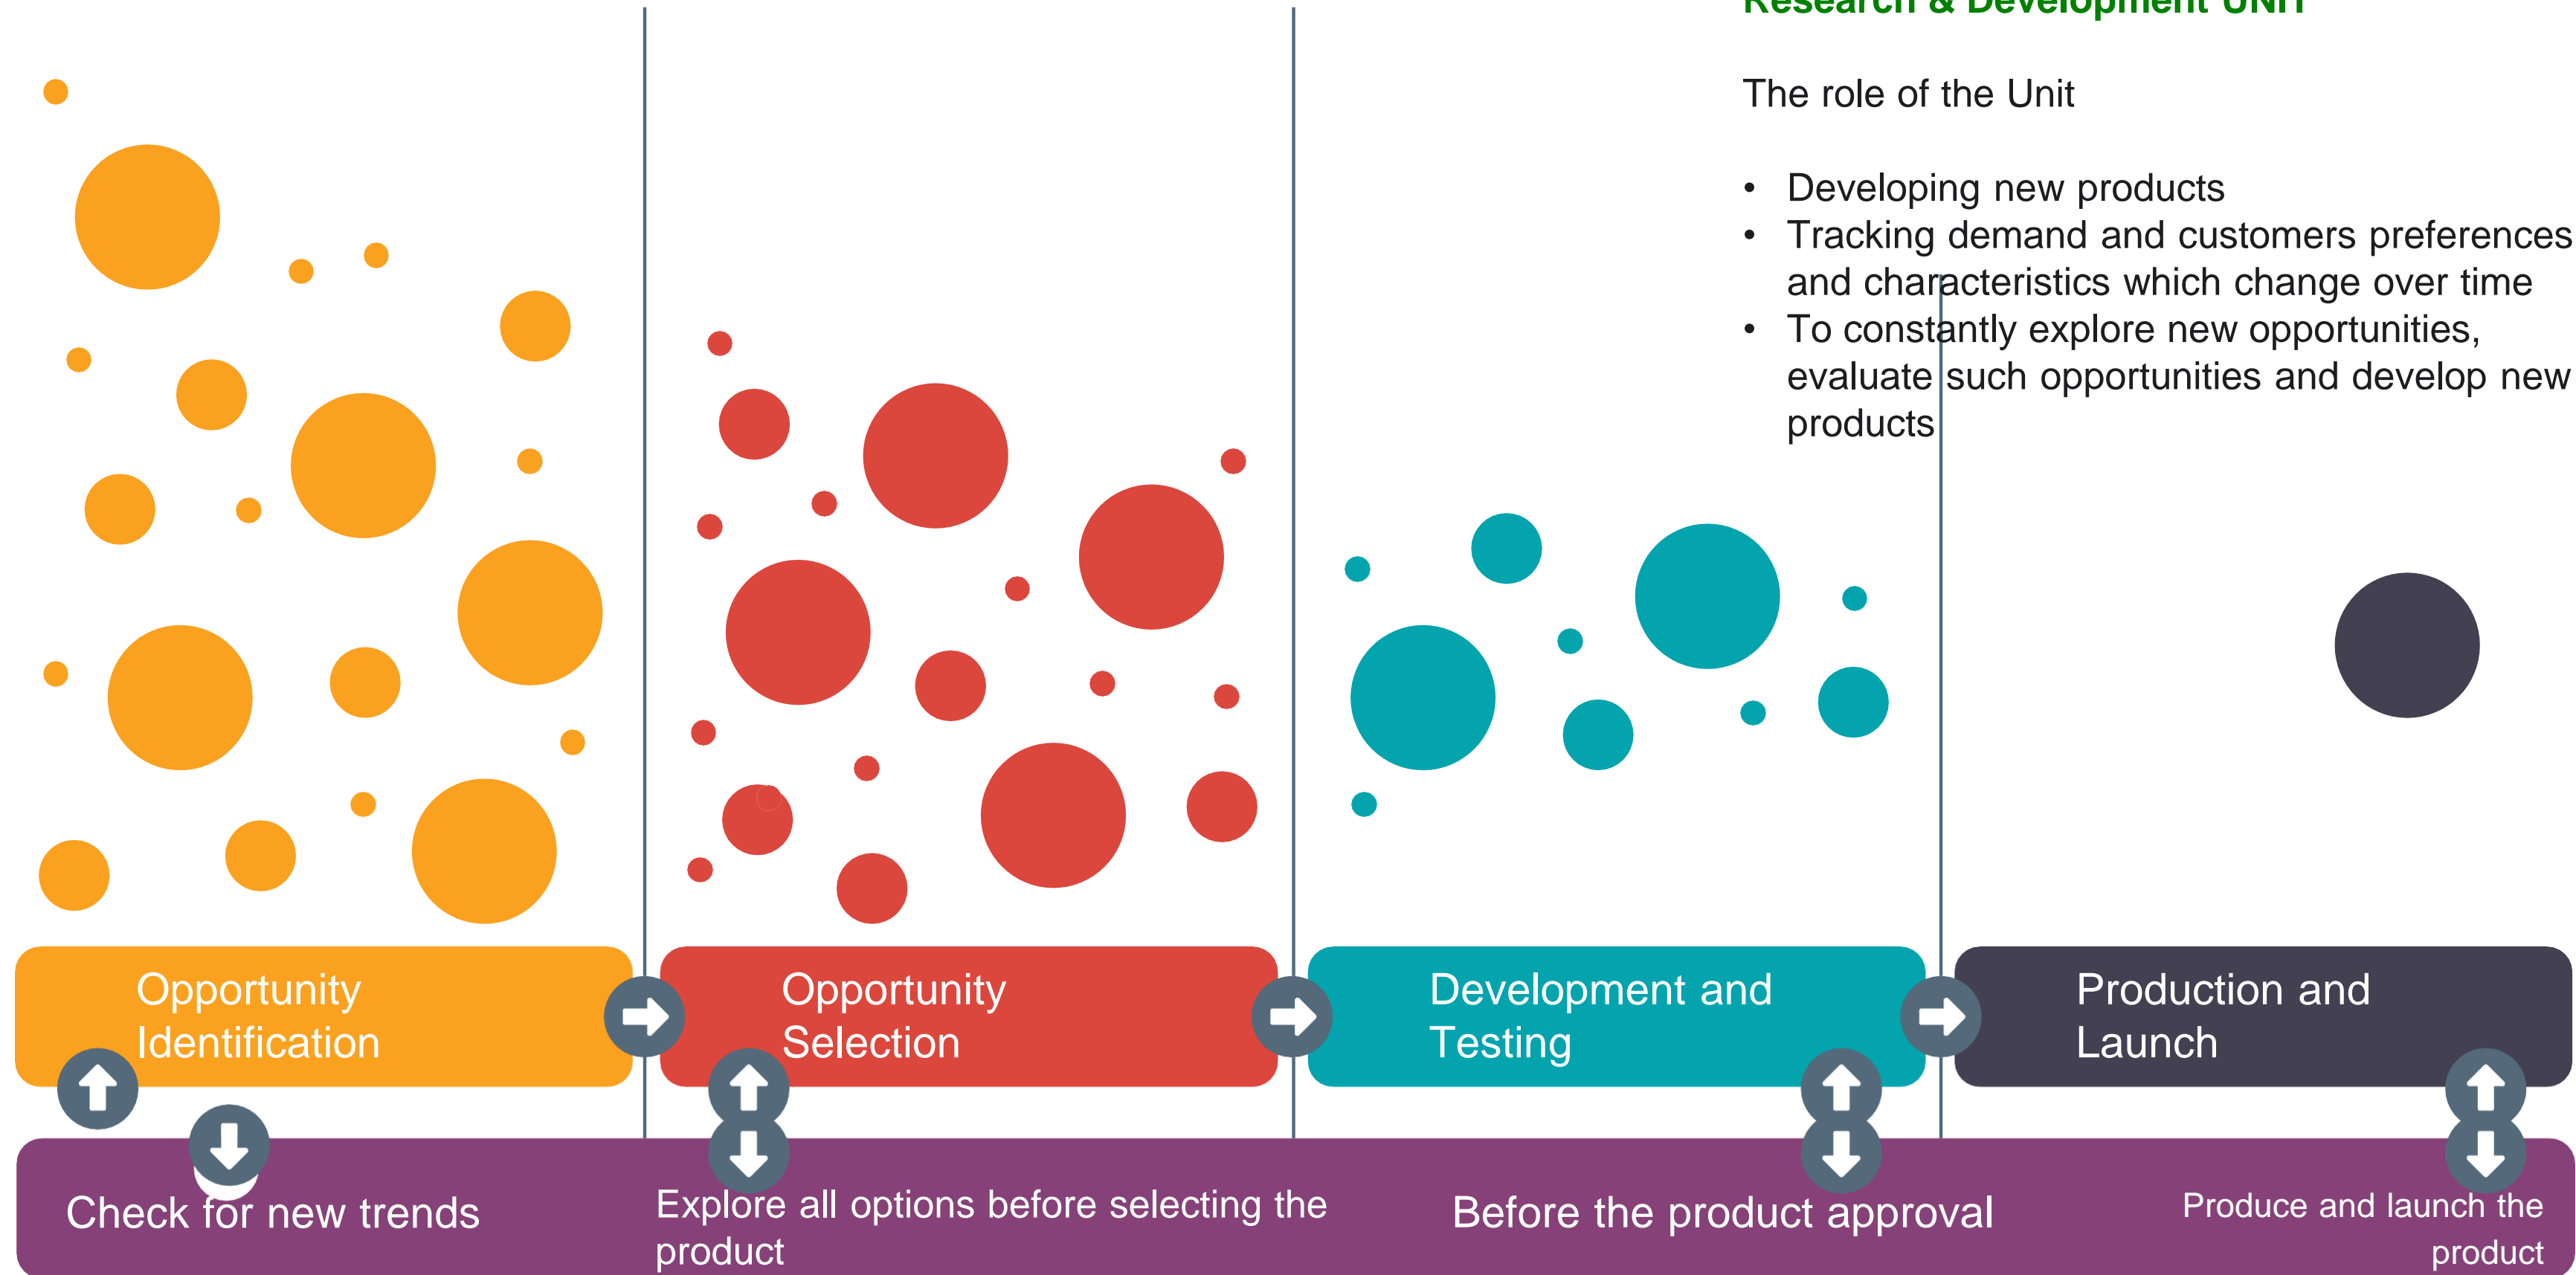 Research & Development UNIT
The role of the Unit
• Developing new products
• Tracking demand and customers preferences
and characteristics which change over time
• To constantly explore new opportunities,
evaluate such opportunities and develop new
products
Opportunity
Identification
Opportunity
Selection
Development and
Testing
Production and
Launch
Check for new trends
Explore all options before selecting the
product
Before the product approval
Produce and launch the
product